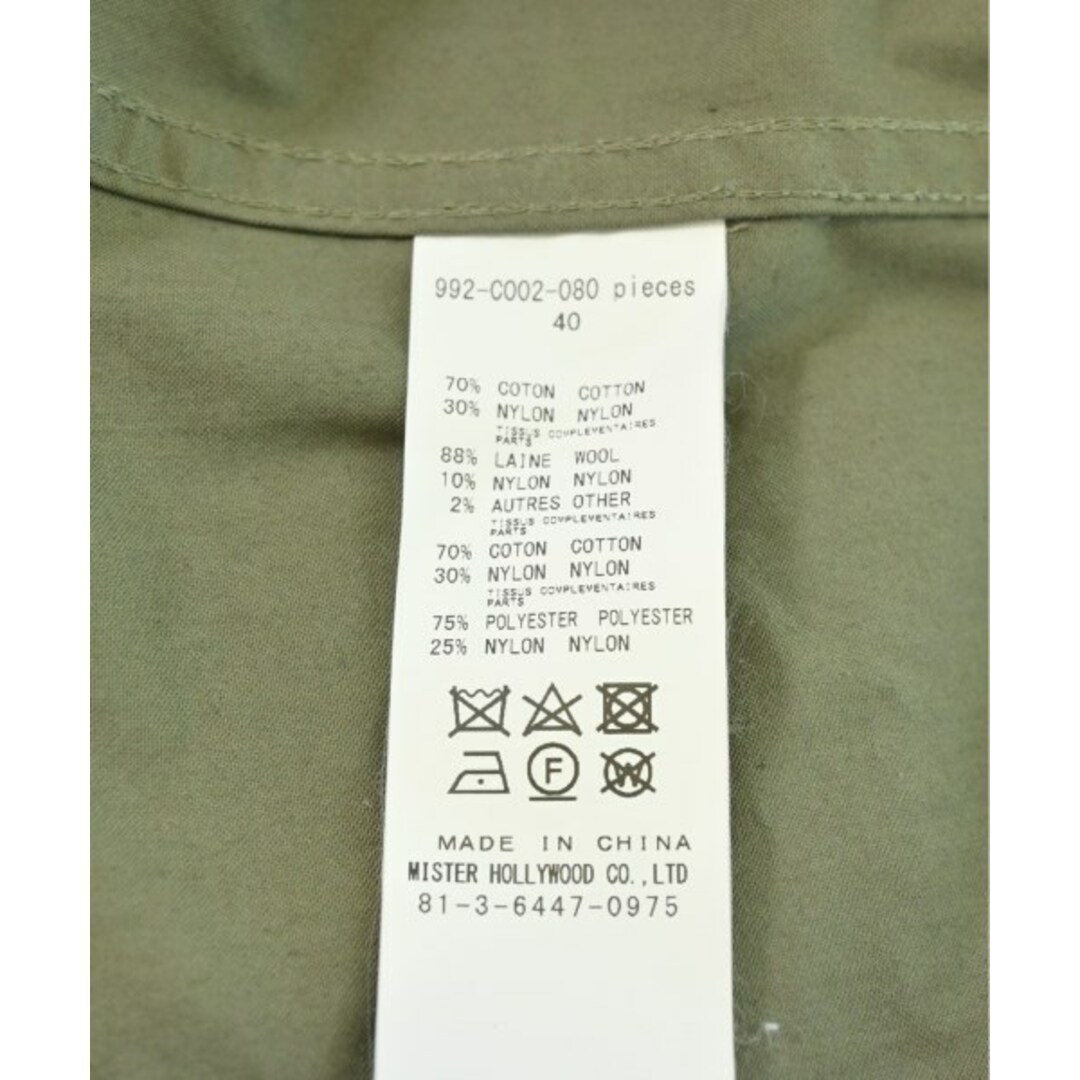 992-C002-080 pieces
40
70% COTON COTTON
30% NYLON NYLON
TISSUS COMPLEMENTAIRES
PARTS
88% LAINE WOOL
10% NYLON NYLON
2% AUTRES OTHER
TISSUS COMPLEMENTAIRES
PARTS
70% COTON COTTON
30% NYLON NYLON
TISSUS COMPLEMENTAIRES
PARTS
75% POLYESTER POLYESTER
25% NYLON NYLON
F W
MADE IN CHINA
MISTER HOLLYWOOD CO.,LTD
81-3-6447-0975